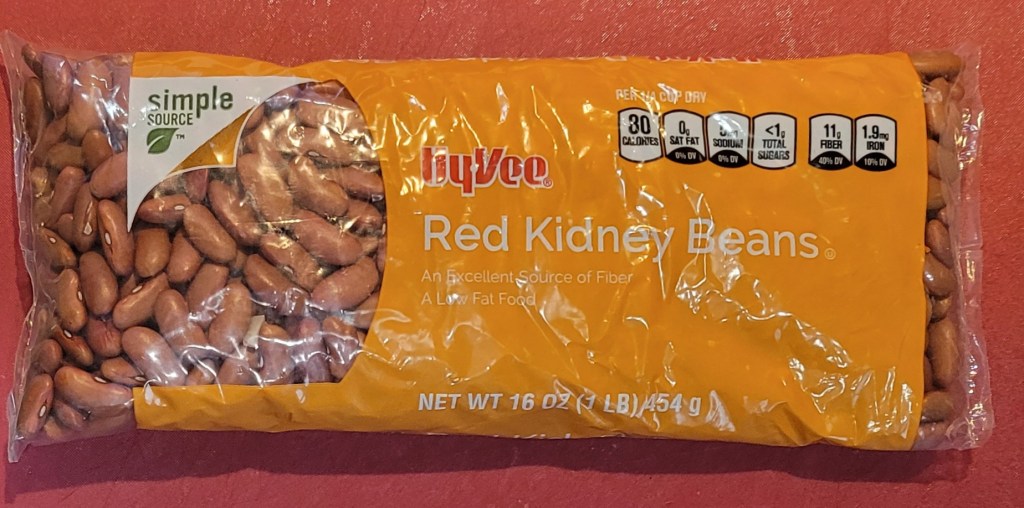 simple
SOURCE
™
PER 1/4 CUP DRY
80
CALORIES
0g
SAT FAT
0% DV
SODIUM
0% DV
<1g
TOTAL
SUGARS
11g
FIBER
40% DV
1.9mg
IRON
10% DV
HyVee®
Red Kidney Beans
An Excellent Source of Fiber
A Low Fat Food
NET WT 16 OZ (1 LB) 454 g